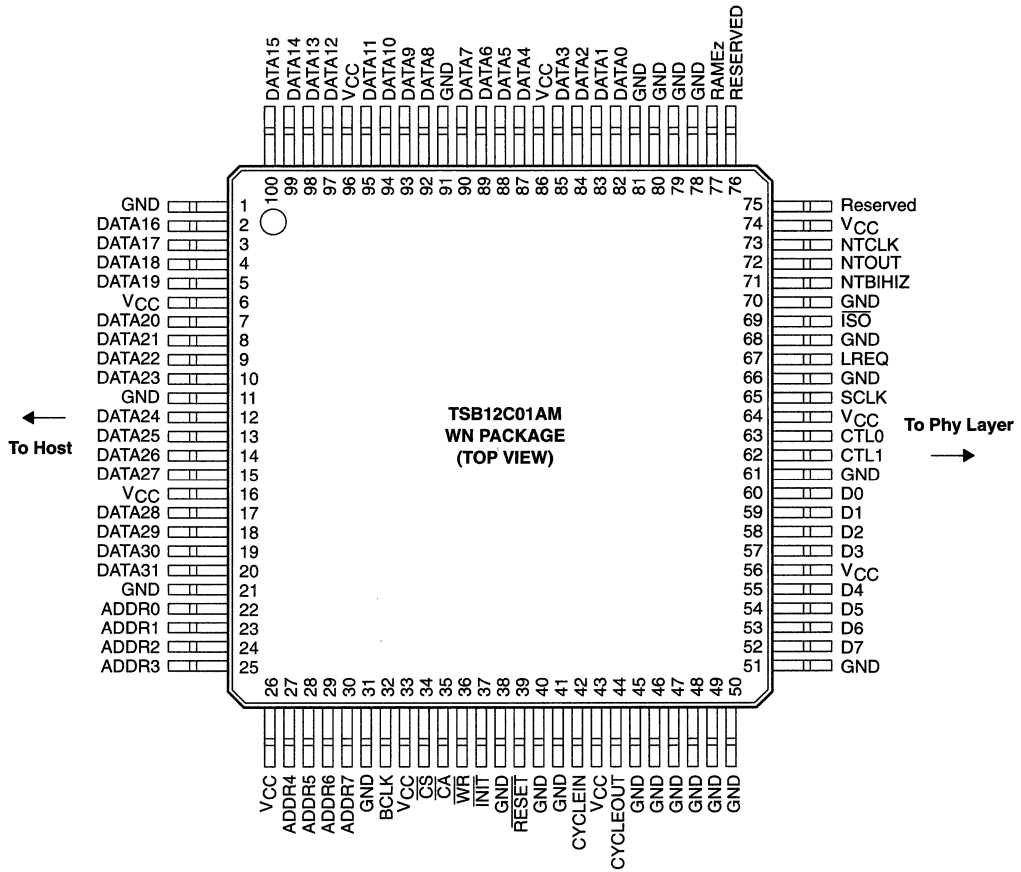 DATA15
DATA14
DATA13
DATA12
VCC
DATA11
DATA10
DATA9
DATA8
GND
DATA7
DATA6
DATA5
DATA4
VCC
DATA3
DATA2
DATA1
DATA0
GND
GND
GND
GND
RAMEz
RESERVED
100 99 98 97 96 95 94 93 92 91 90 89 88 87 86 85 84 83 82 81 80 79 78 77 76
GND 1
DATA16 2
DATA17 3
DATA18 4
DATA19 5
VCC 6
DATA20 7
DATA21 8
DATA22 9
DATA23 10
GND 11
DATA24 12
DATA25 13
DATA26 14
DATA27 15
VCC 16
DATA28 17
DATA29 18
DATA30 19
DATA31 20
GND 21
ADDR0 22
ADDR1 23
ADDR2 24
ADDR3 25
To Host
TSB12C01AM
WN PACKAGE
(TOP VIEW)
75 Reserved
74 VCC
73 NTCLK
72 NTOUT
71 NTBIHIZ
70 GND
69 ISO
68 GND
67 LREQ
66 GND
65 SCLK
64 VCC
63 CTL0
62 CTL1
61 GND
60 D0
59 D1
58 D2
57 D3
56 VCC
55 D4
54 D5
53 D6
52 D7
51 GND
To Phy Layer
26 27 28 29 30 31 32 33 34 35 36 37 38 39 40 41 42 43 44 45 46 47 48 49 50
VCC
ADDR4
ADDR5
ADDR6
ADDR7
GND
BCLK
VCC
CS
CA
WR
INIT
GND
RESET
GND
GND
CYCLEIN
VCC
CYCLEOUT
GND
GND
GND
GND
GND
GND